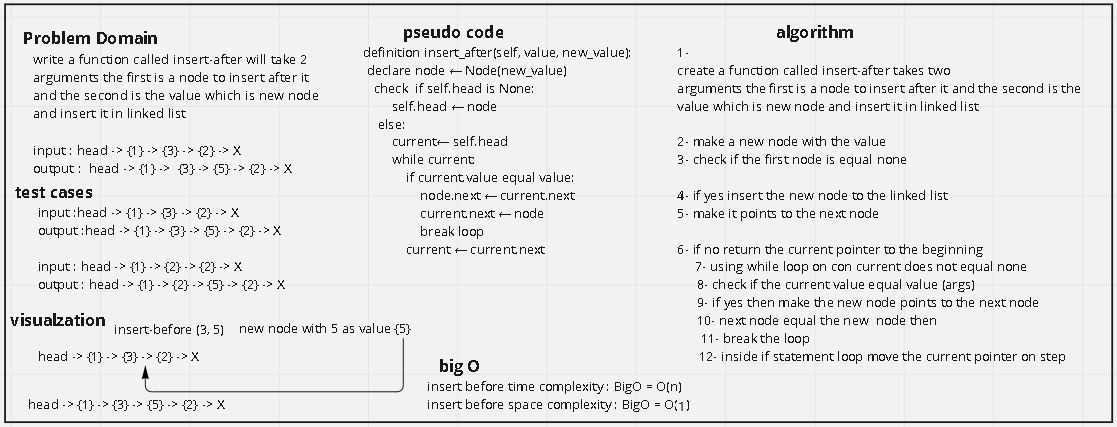 Problem Domain
write a function called insert-after will take 2
arguments the first is a node to insert after it
and the second is the value which is new node
and insert it in linked list
input : head -> {1} -> {3} -> {2} -> X
output : head -> {1} -> {3} -> {5} -> {2} -> X
test cases
input :head -> {1} -> {3} -> {2} -> X
output :head -> {1} -> {3} -> {5} -> {2} -> X
input : head -> {1} -> {2} -> {2} -> X
output : head -> {1} -> {2} -> {5} -> {2} -> X
visualzation
insert-before (3, 5) new node with 5 as value {5}
head -> {1} -> {3} -> {2} -> X
head -> {1} -> {3} -> {5} -> {2} -> X
pseudo code
definition insert_after(self, value, new_value):
declare node ← Node(new_value)
check if self.head is None:
self.head ← node
else:
current← self.head
while current:
if current.value equal value:
node.next ← current.next
current.next ← node
break loop
current ← current.next
big O
insert before time complexity : BigO = O(n)
insert before space complexity : BigO = O(1)
algorithm
1-
create a function called insert-after takes two
arguments the first is a node to insert after it and the second is the
value which is new node and insert it in linked list
2- make a new node with the value
3- check if the first node is equal none
4- if yes insert the new node to the linked list
5- make it points to the next node
6- if no return the current pointer to the beginning
7- using while loop on con current does not equal none
8- check if the current value equal value (args)
9- if yes then make the new node points to the next node
10- next node equal the new node then
11- break the loop
12- inside if statement loop move the current pointer on step